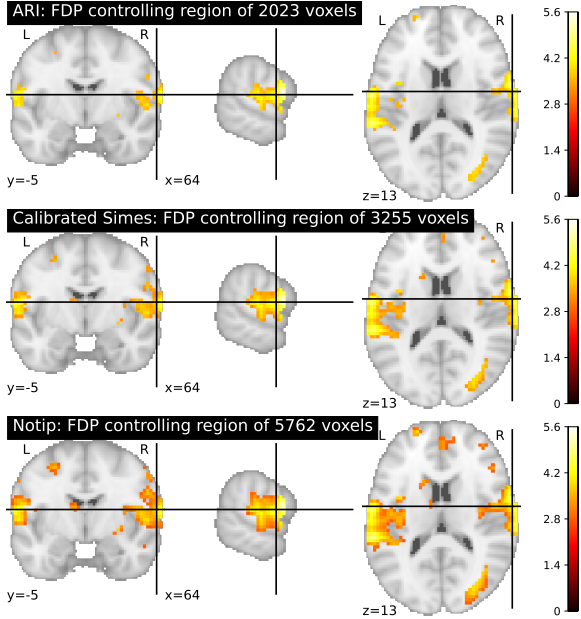 ARI: FDP controlling region of 2023 voxels
L R L R
y=-5 x=64 z=13
5.6
4.2
2.8
1.4
0
Calibrated Simes: FDP controlling region of 3255 voxels
L R
y=-5 x=64 z=13
5.6
4.2
2.8
1.4
0
Notip: FDP controlling region of 5762 voxels
L R L R
y=-5 x=64 z=13
5.6
4.2
2.8
1.4
0